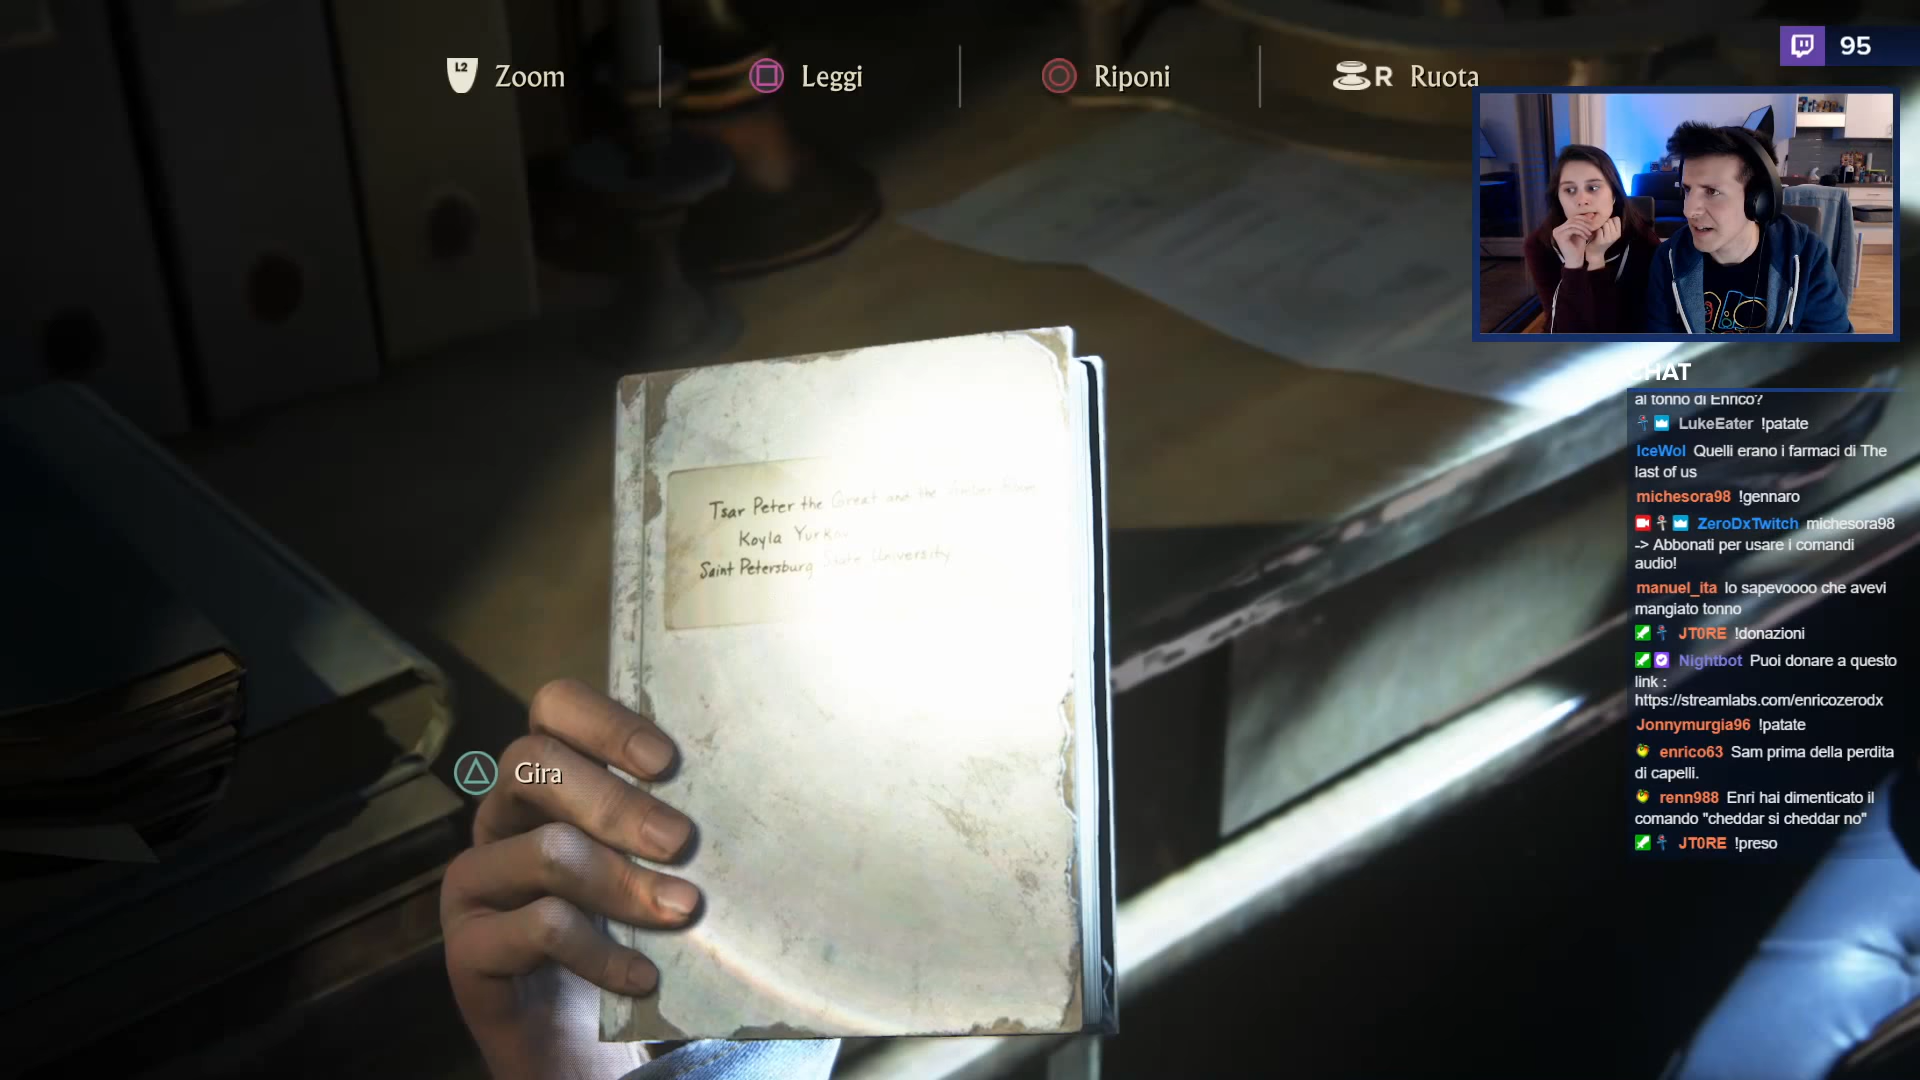 L2 Zoom
Leggi
Riponi
R Ruota
95
Tsar Peter the Great and the Amber Room
Koyla Yurkov
Saint Petersburg State University
Gira
CHAT
al tonno di Enrico?
LukeEater !patate
IceWol Quelli erano i farmaci di The
last of us
michesora98 !gennaro
ZeroDxTwitch michesora98
-> Abbonati per usare i comandi
audio!
manuel_ita lo sapevoooo che avevi
mangiato tonno
JT0RE !donazioni
Nightbot Puoi donare a questo
link :
https://streamlabs.com/enricozerodx
Jonnymurgia96 !patate
enrico63 Sam prima della perdita
di capelli.
renn988 Enri hai dimenticato il
comando "cheddar si cheddar no"
JT0RE !preso